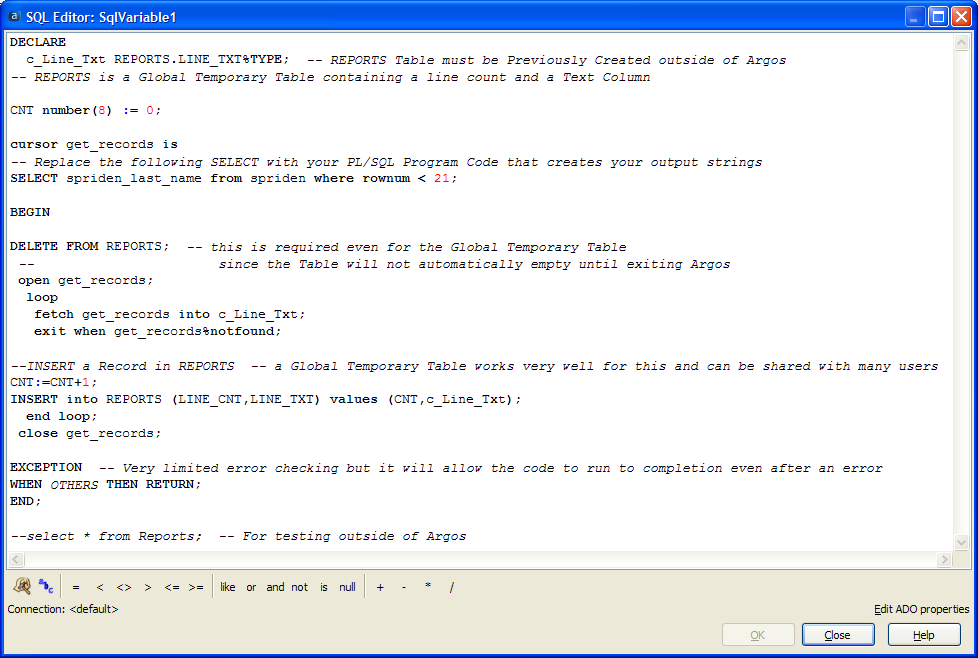 a SQL Editor: SqlVariable1
DECLARE
c_Line_Txt REPORTS.LINE_TXT%TYPE;  -- REPORTS Table must be Previously Created outside of Argos
-- REPORTS is a Global Temporary Table containing a line count and a Text Column
CNT number(8) := 0;
cursor get_records is
-- Replace the following SELECT with your PL/SQL Program Code that creates your output strings
SELECT spriden_last_name from spriden where rownum < 21;
BEGIN
DELETE FROM REPORTS;  -- this is required even for the Global Temporary Table
--                       since the Table will not automatically empty until exiting Argos
open get_records;
loop
fetch get_records into c_Line_Txt;
exit when get_records%notfound;
--INSERT a Record in REPORTS  -- a Global Temporary Table works very well for this and can be shared with many users
CNT:=CNT+1;
INSERT into REPORTS (LINE_CNT,LINE_TXT) values (CNT,c_Line_Txt);
end loop;
close get_records;
EXCEPTION  -- Very limited error checking but it will allow the code to run to completion even after an error
WHEN OTHERS THEN RETURN;
END;
--select * from Reports;  -- For testing outside of Argos
= < <> > <= >= like or and not is null + - * /
Connection: <default> Edit ADO properties
OK Close Help